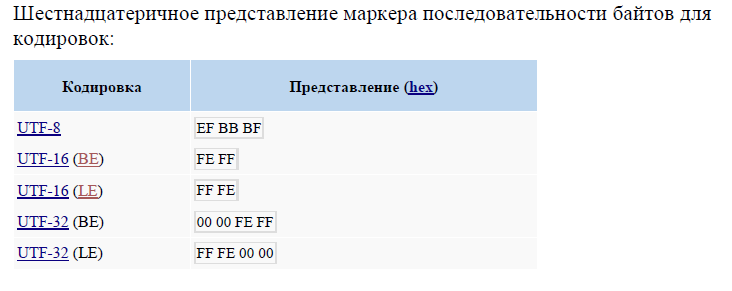 Шестнадцатеричное представление маркера последовательности байтов для
кодировок:
Кодировка Представление (hex)
UTF-8 EF BB BF
UTF-16 (BE) FE FF
UTF-16 (LE) FF FE
UTF-32 (BE) 00 00 FE FF
UTF-32 (LE) FF FE 00 00